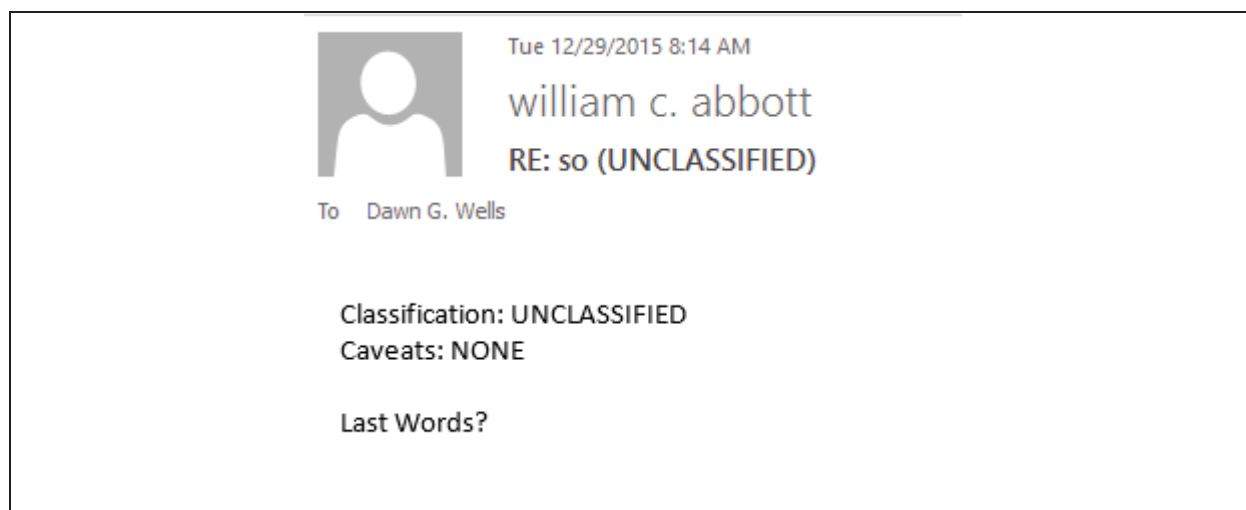 Tue 12/29/2015 8:14 AM
william c. abbott
RE: so (UNCLASSIFIED)
To Dawn G. Wells
Classification: UNCLASSIFIED
Caveats: NONE
Last Words?